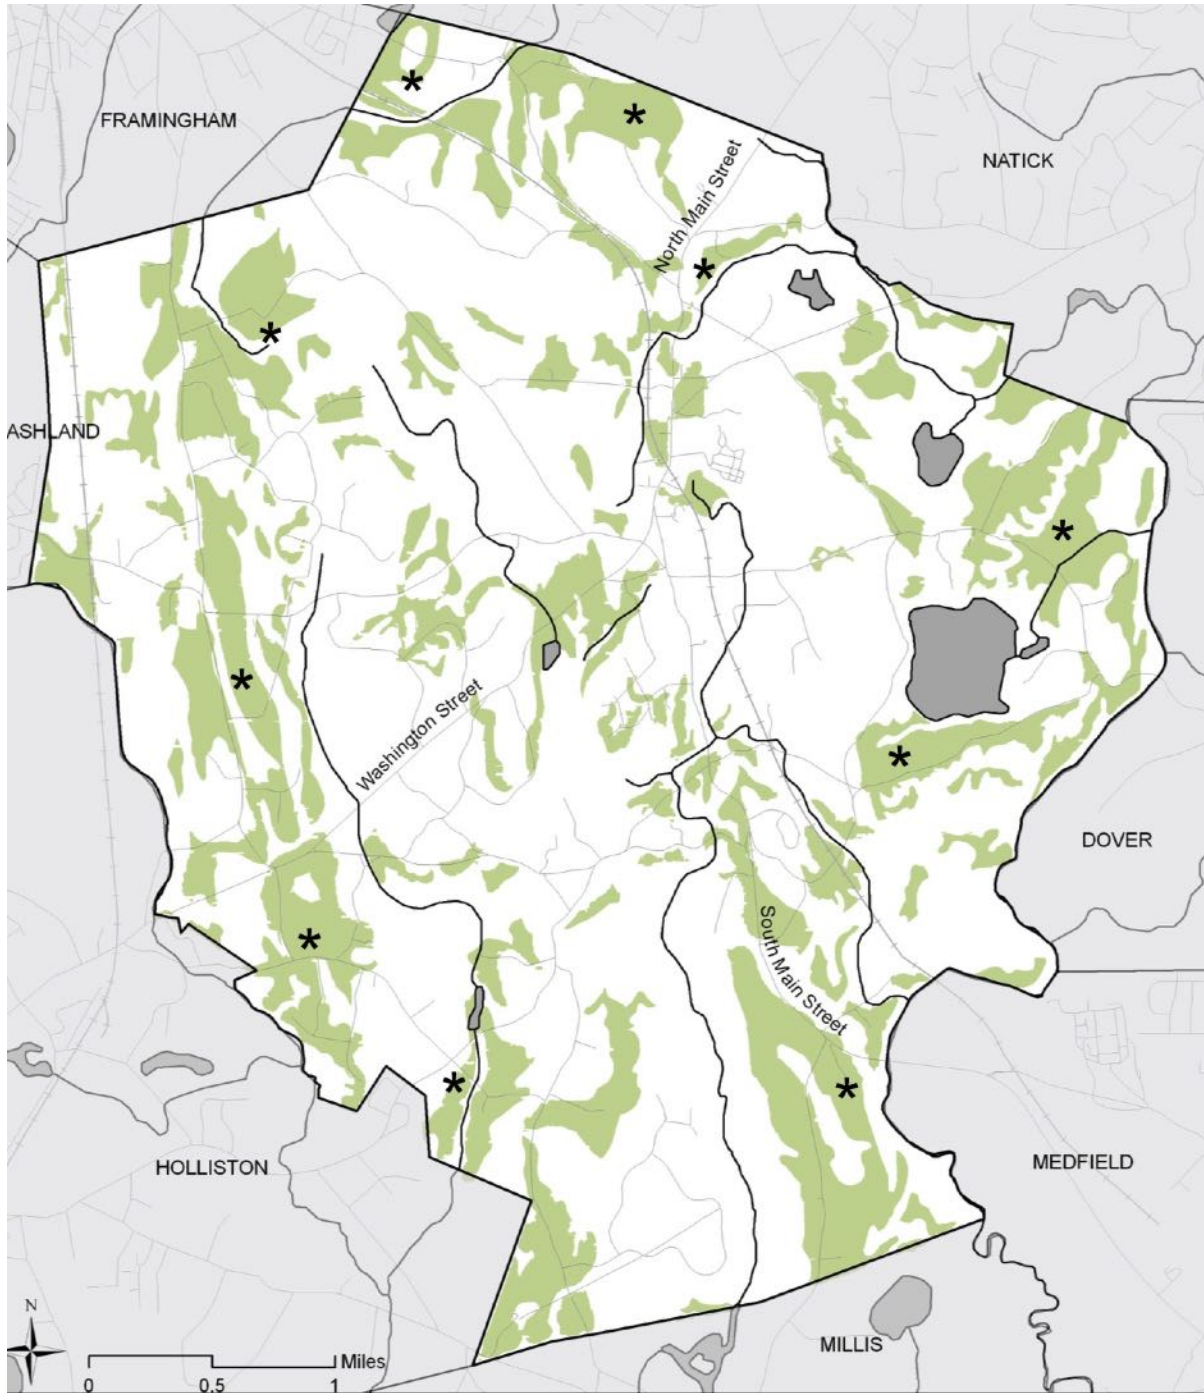 FRAMINGHAM
NATICK
North Main Street
ASHLAND
Washington Street
DOVER
South Main Street
HOLLISTON
MEDFIELD
N
MILLIS
Miles
0 0.5 1